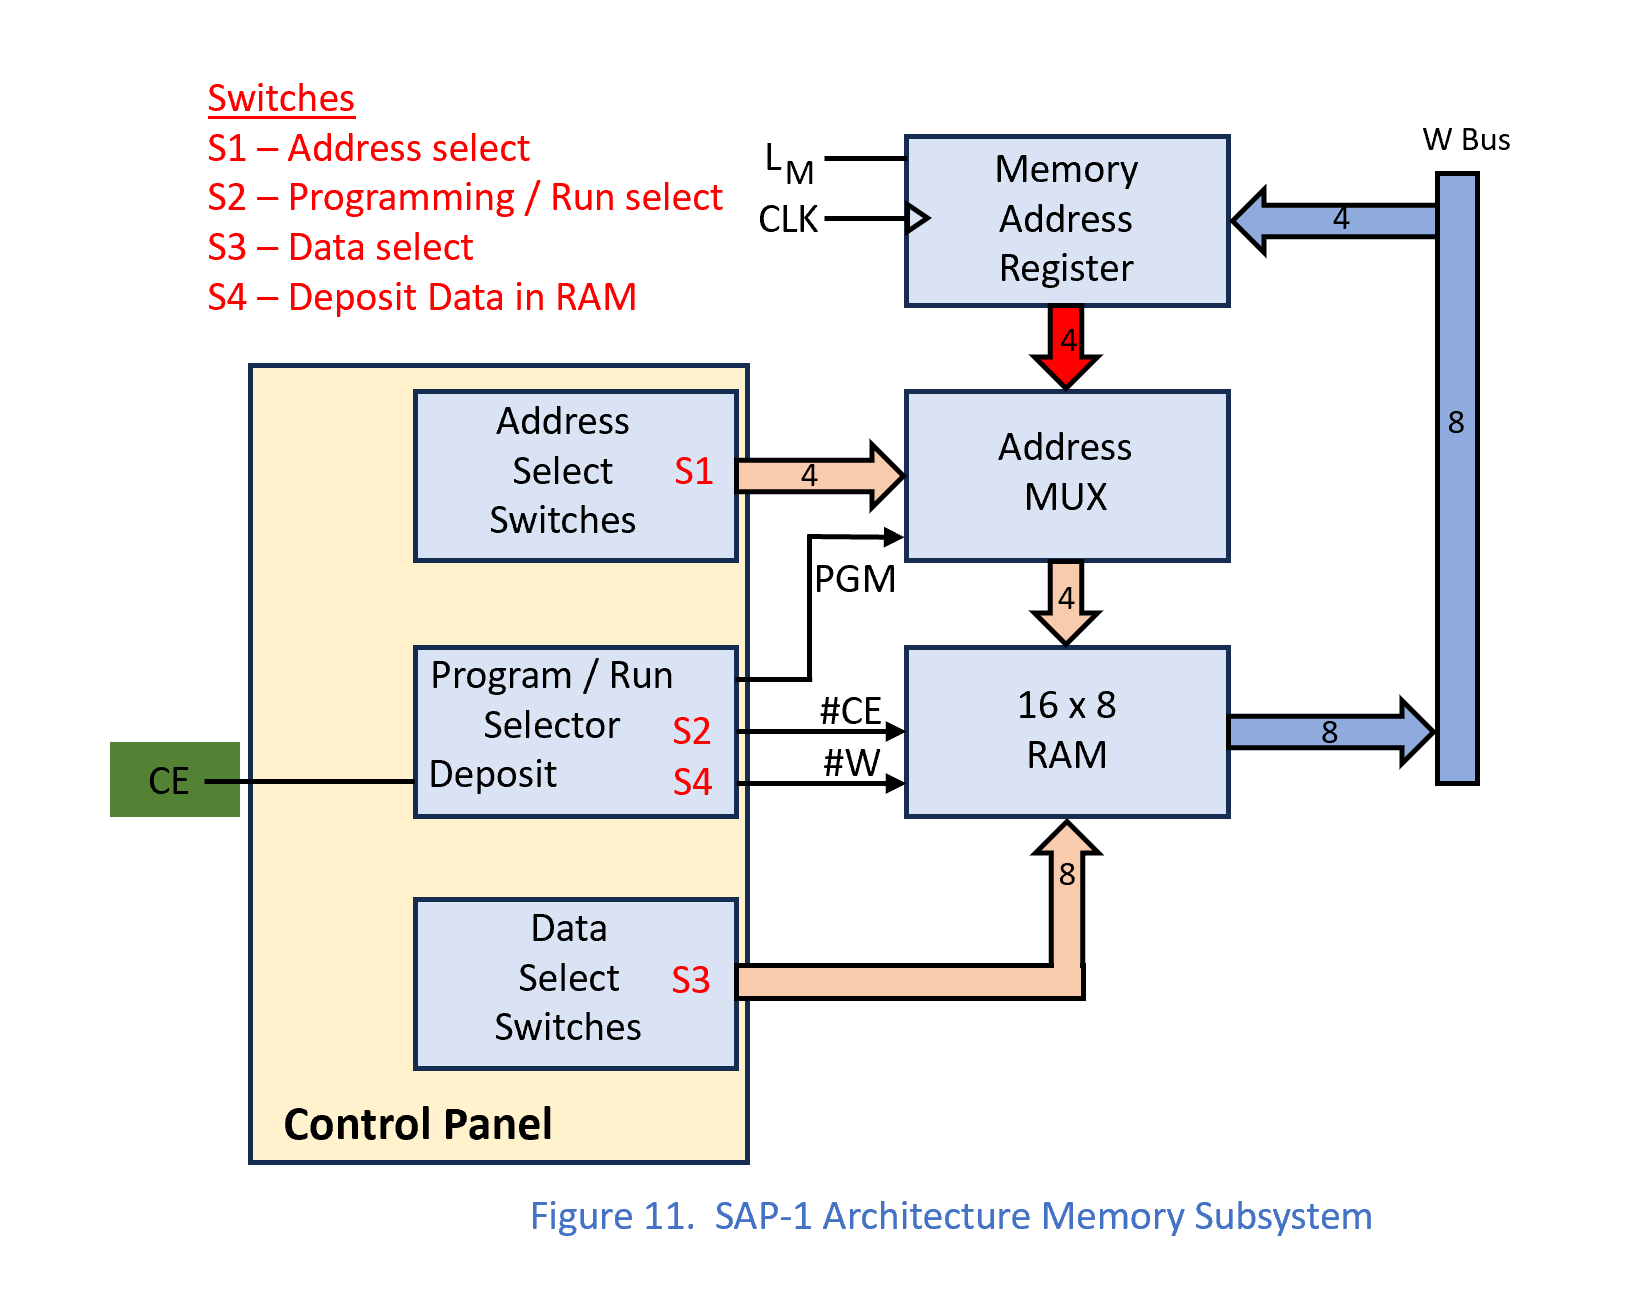 Switches
S1 – Address select
S2 – Programming / Run select
S3 – Data select
S4 – Deposit Data in RAM
LM
CLK
Memory
Address
Register
W Bus
4
4
8
Address
Select
Switches
S1
4
Address
MUX
PGM
4
Program / Run
Selector
S2
Deposit
S4
CE
#CE
#W
16 x 8
RAM
8
8
Data
Select
Switches
S3
Control Panel
Figure 11. SAP-1 Architecture Memory Subsystem